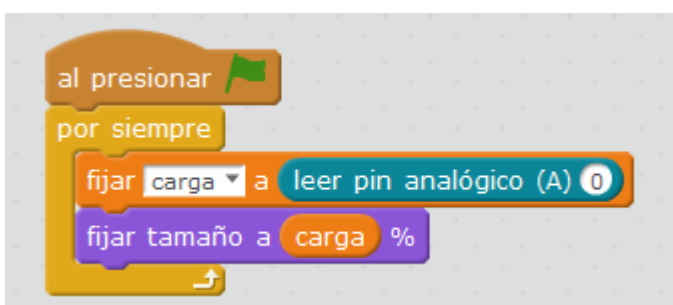 al presionar
por siempre
fijar carga a leer pin analógico (A) 0
fijar tamaño a carga %